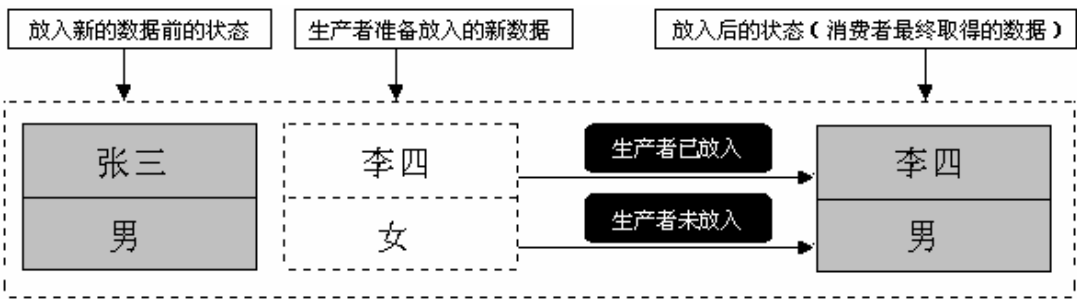 放入新的数据前的状态
生产者准备放入的新数据
放入后的状态（消费者最终取得的数据）
张三
男
李四
女
生产者已放入
生产者未放入
李四
男